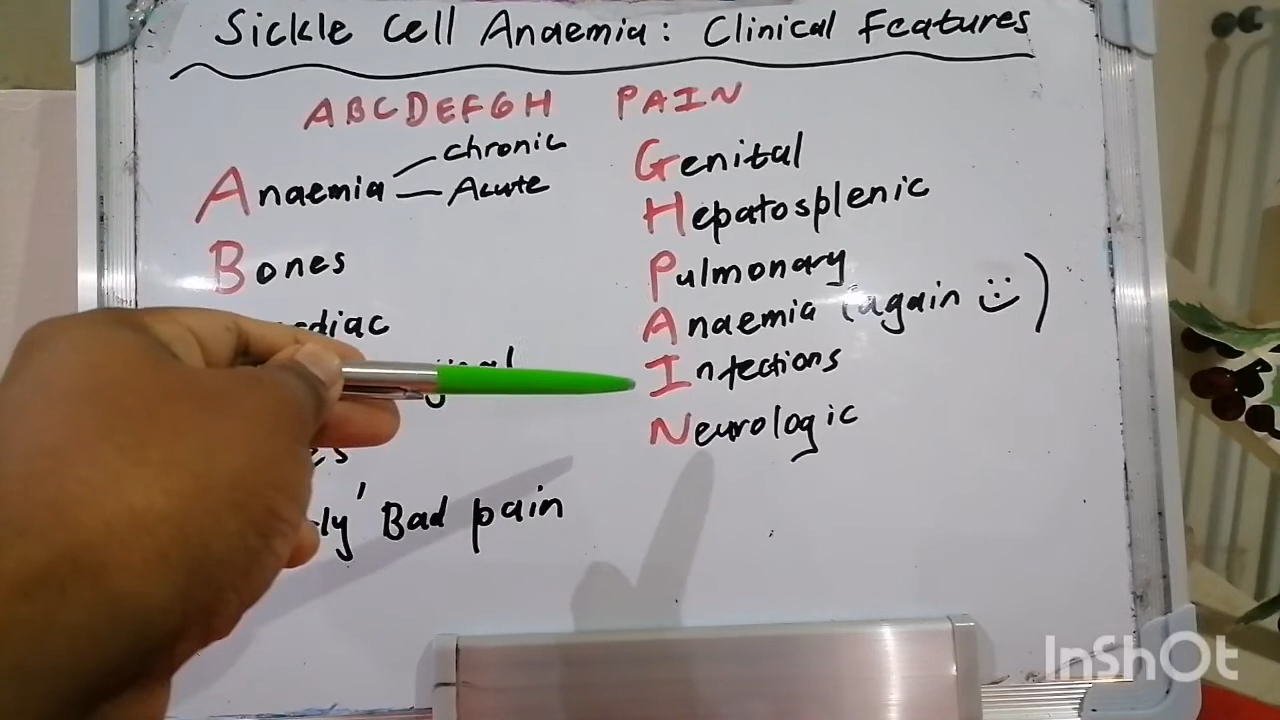 Sickle Cell Anaemia: Clinical Features
ABCDEFGH PAIN
Anaemia chronic
Acute
Bones
Bad pain
Genital
Hepatosplenic
Pulmonary
Anaemia (again )
Infections
Neurologic
InShOt